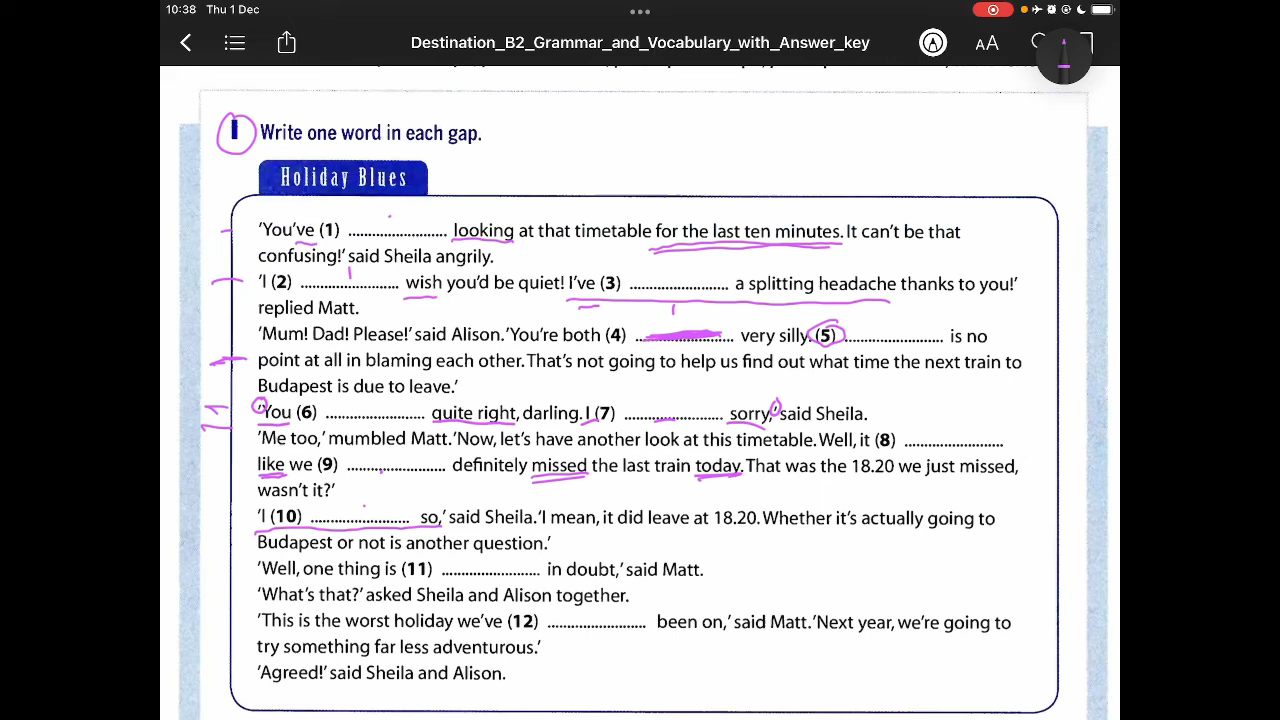 10:38 Thu 1 Dec
Destination_B2_Grammar_and_Vocabulary_with_Answer_key
AA
1 Write one word in each gap.
Holiday Blues
'You've (1) ........................ looking at that timetable for the last ten minutes. It can't be that
confusing!' said Sheila angrily.
'I (2) ........................ wish you'd be quiet! I've (3) ........................ a splitting headache thanks to you!'
replied Matt.
'Mum! Dad! Please!' said Alison. 'You're both (4) ........................ very silly. (5) ........................ is no
point at all in blaming each other. That's not going to help us find out what time the next train to
Budapest is due to leave.'
'You (6) ........................ quite right, darling. I (7) ........................ sorry,' said Sheila.
'Me too,' mumbled Matt. 'Now, let's have another look at this timetable. Well, it (8) ........................
like we (9) ........................ definitely missed the last train today. That was the 18.20 we just missed,
wasn't it?'
'I (10) ........................ so,' said Sheila. 'I mean, it did leave at 18.20. Whether it's actually going to
Budapest or not is another question.'
'Well, one thing is (11) ........................ in doubt,' said Matt.
'What's that?' asked Sheila and Alison together.
'This is the worst holiday we've (12) ........................ been on,' said Matt. 'Next year, we're going to
try something far less adventurous.'
'Agreed!' said Sheila and Alison.